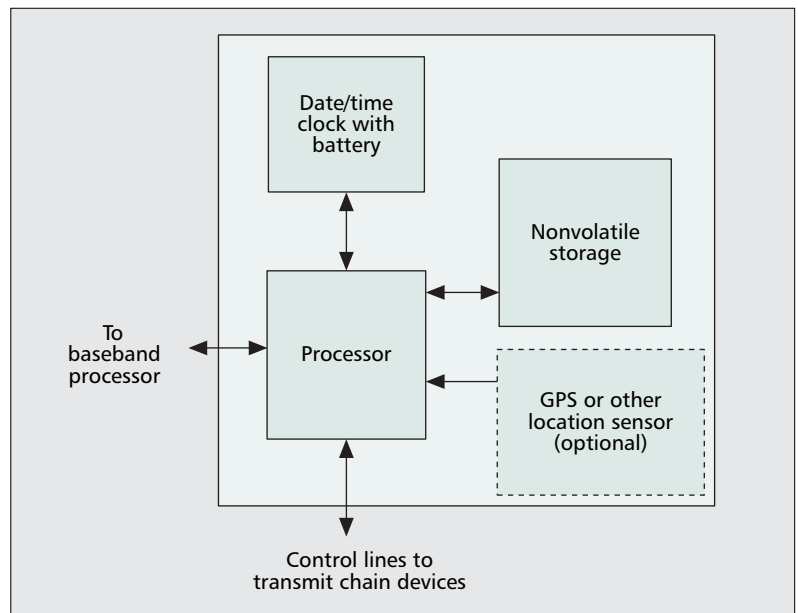 Date/time
clock with
battery
Nonvolatile
storage
To
baseband
processor
Processor
GPS or other
location sensor
(optional)
Control lines to
transmit chain devices